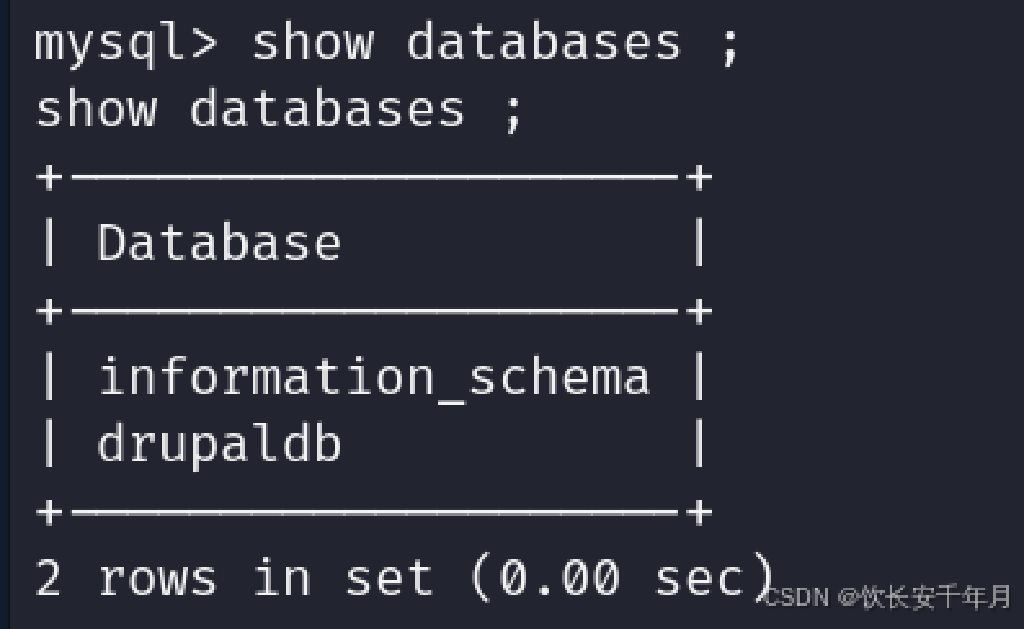 mysql> show databases ;
show databases ;
+--------------------+
| Database           |
+--------------------+
| information_schema |
| drupaldb           |
+--------------------+
2 rows in set (0.00 sec)
CSDN @饮长安千年月